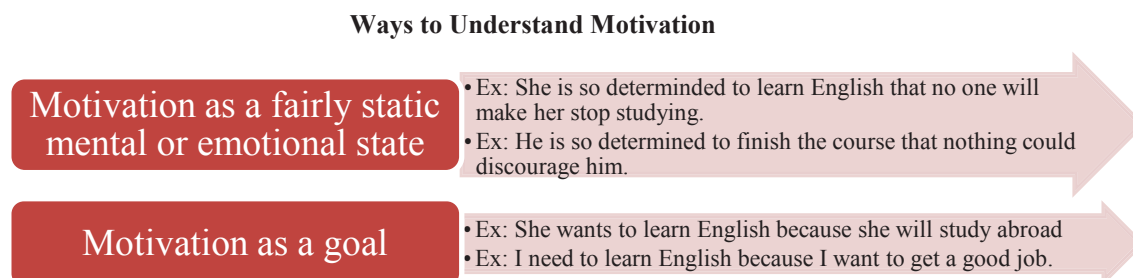 Ways to Understand Motivation
Motivation as a fairly static
mental or emotional state
• Ex: She is so determinded to learn English that no one will
make her stop studying.
• Ex: He is so determined to finish the course that nothing could
discourage him.
Motivation as a goal
• Ex: She wants to learn English because she will study abroad
• Ex: I need to learn English because I want to get a good job.